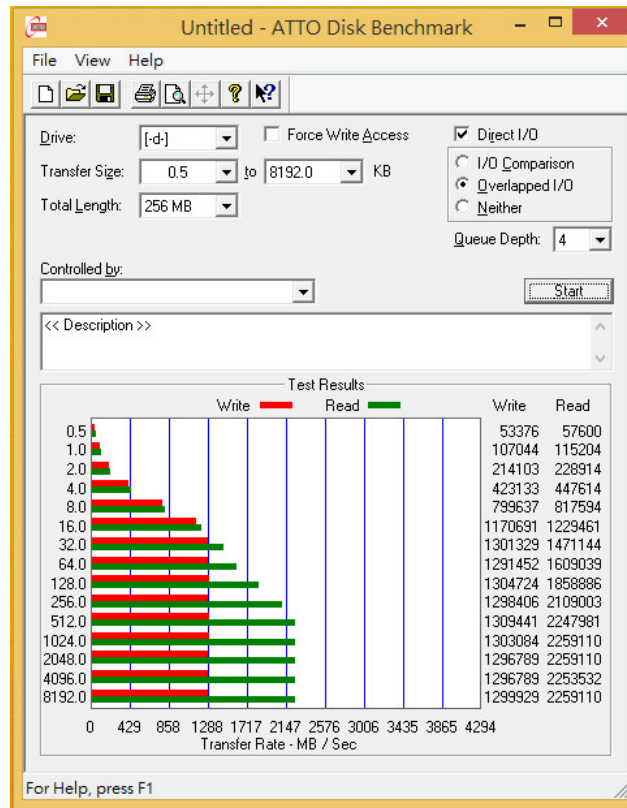 Untitled - ATTO Disk Benchmark
File View Help
Drive: [-d-] Force Write Access Direct I/O
Transfer Size: 0.5 to 8192.0 KB I/O Comparison
Overlapped I/O
Total Length: 256 MB Neither
Queue Depth: 4
Controlled by:
Start
<< Description >>
Test Results
Write Read Write Read
0.5 53376 57600
1.0 107044 115204
2.0 214103 228914
4.0 423133 447614
8.0 799637 817594
16.0 1170691 1229461
32.0 1301329 1471144
64.0 1291452 1609039
128.0 1304724 1858886
256.0 1298406 2109003
512.0 1309441 2247981
1024.0 1303084 2259110
2048.0 1296789 2259110
4096.0 1296789 2253532
8192.0 1299929 2259110
0 429 858 1288 1717 2147 2576 3006 3435 3865 4294
Transfer Rate - MB / Sec
For Help, press F1